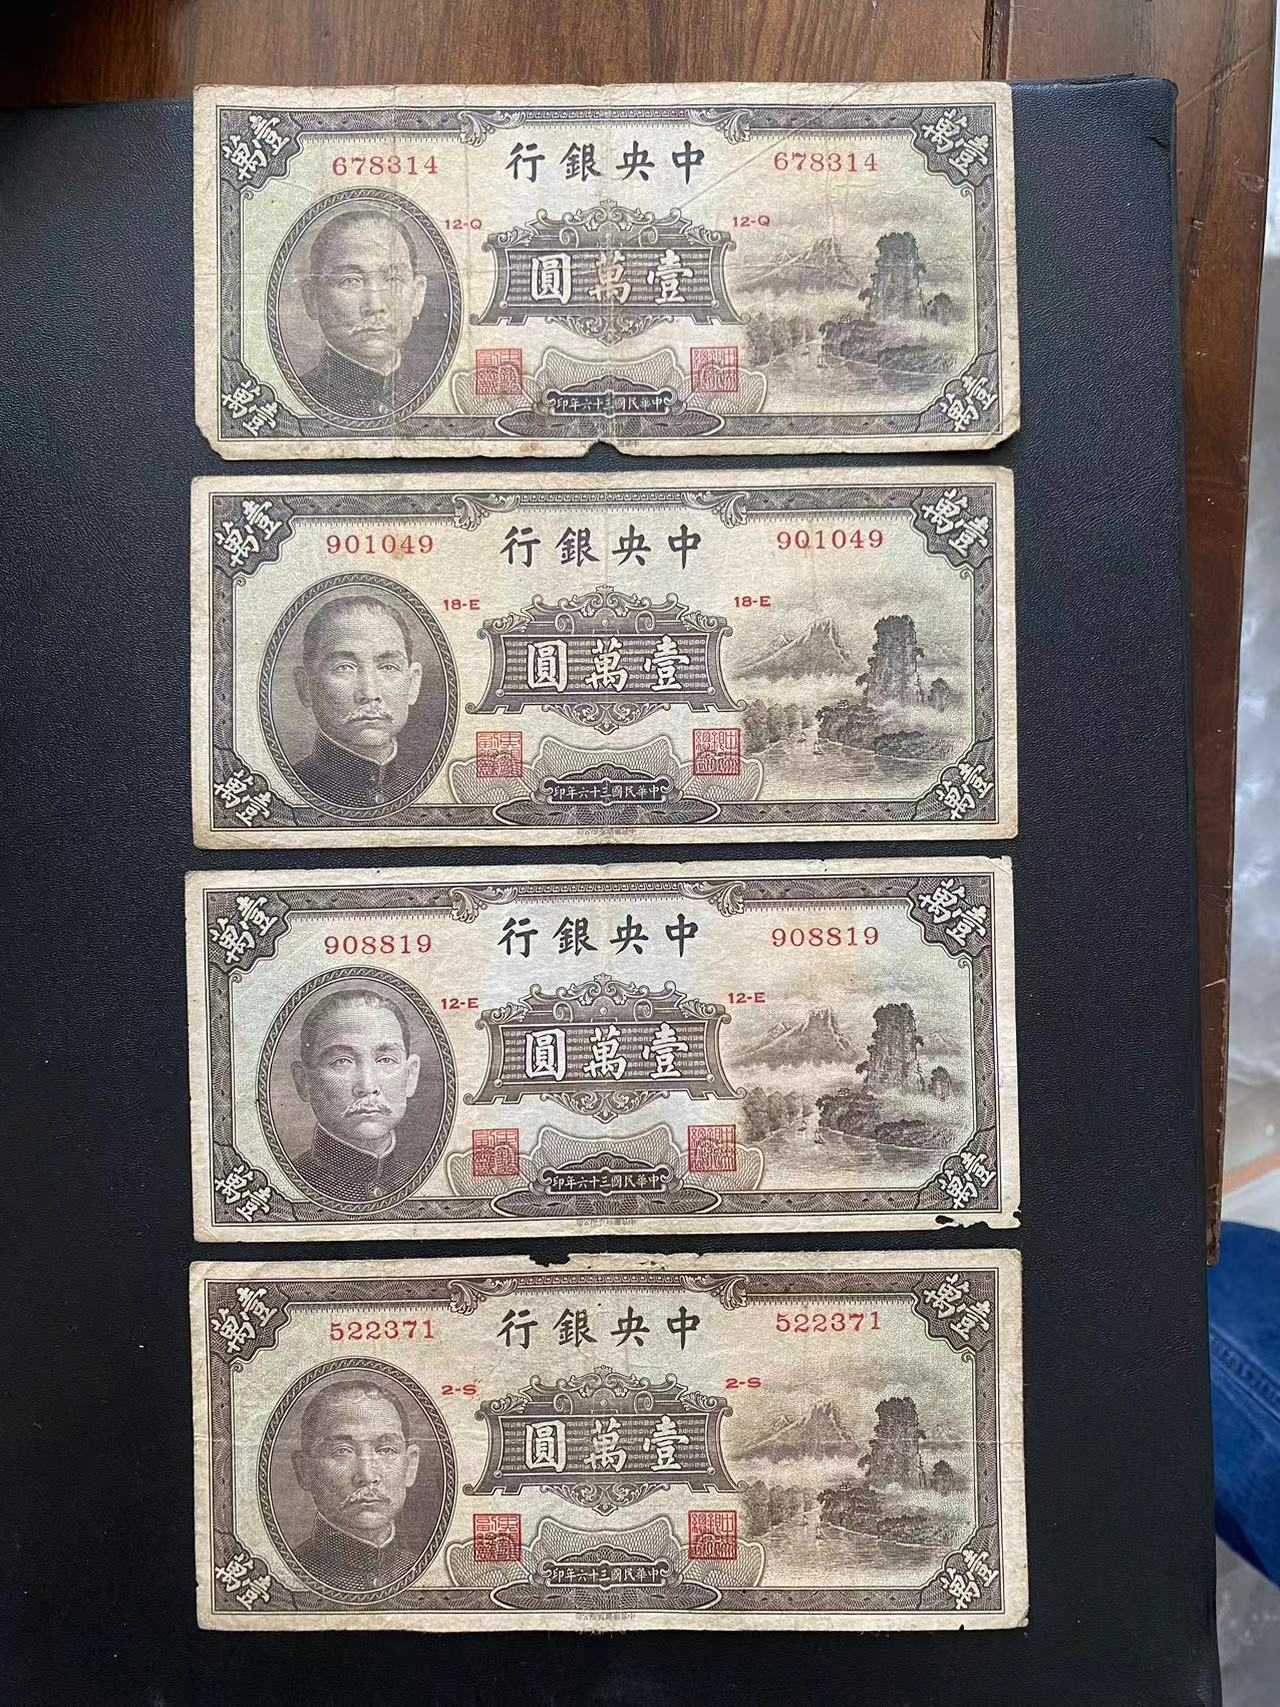 壹萬 壹萬
678314 中央銀行 678314
12-Q 12-Q
壹萬圓
中華民國三十六年印
壹萬 壹萬
壹萬 壹萬
901049 中央銀行 901049
18-E 18-E
壹萬圓
中華民國三十六年印
壹萬 壹萬
壹萬 壹萬
908819 中央銀行 908819
12-E 12-E
壹萬圓
中華民國三十六年印
壹萬 壹萬
壹萬 壹萬
522371 中央銀行 522371
2-S 2-S
壹萬圓
中華民國三十六年印
壹萬 壹萬